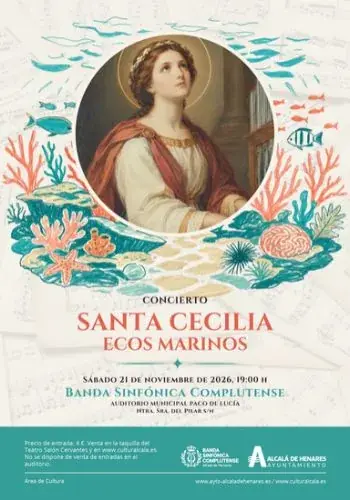 CONCIERTO
SANTA CECILIA
ECOS MARINOS
SÁBADO 21 DE NOVIEMBRE DE 2026, 19:00 H
BANDA SINFÓNICA COMPLUTENSE
AUDITORIO MUNICIPAL PACO DE LUCÍA
NTRA. SRA. DEL PILAR S/N
Precio de entrada: 4 €. Venta en la taquilla del
Teatro Salón Cervantes y en www.culturalcala.es.
No se dispone de venta de entradas en el
auditorio.
BANDA
SINFÓNICA
COMPLUTENSE
ALCALÁ DE HENARES
AYUNTAMIENTO
Área de Cultura
www.ayto-alcaladehenares.es / www.culturalcala.es